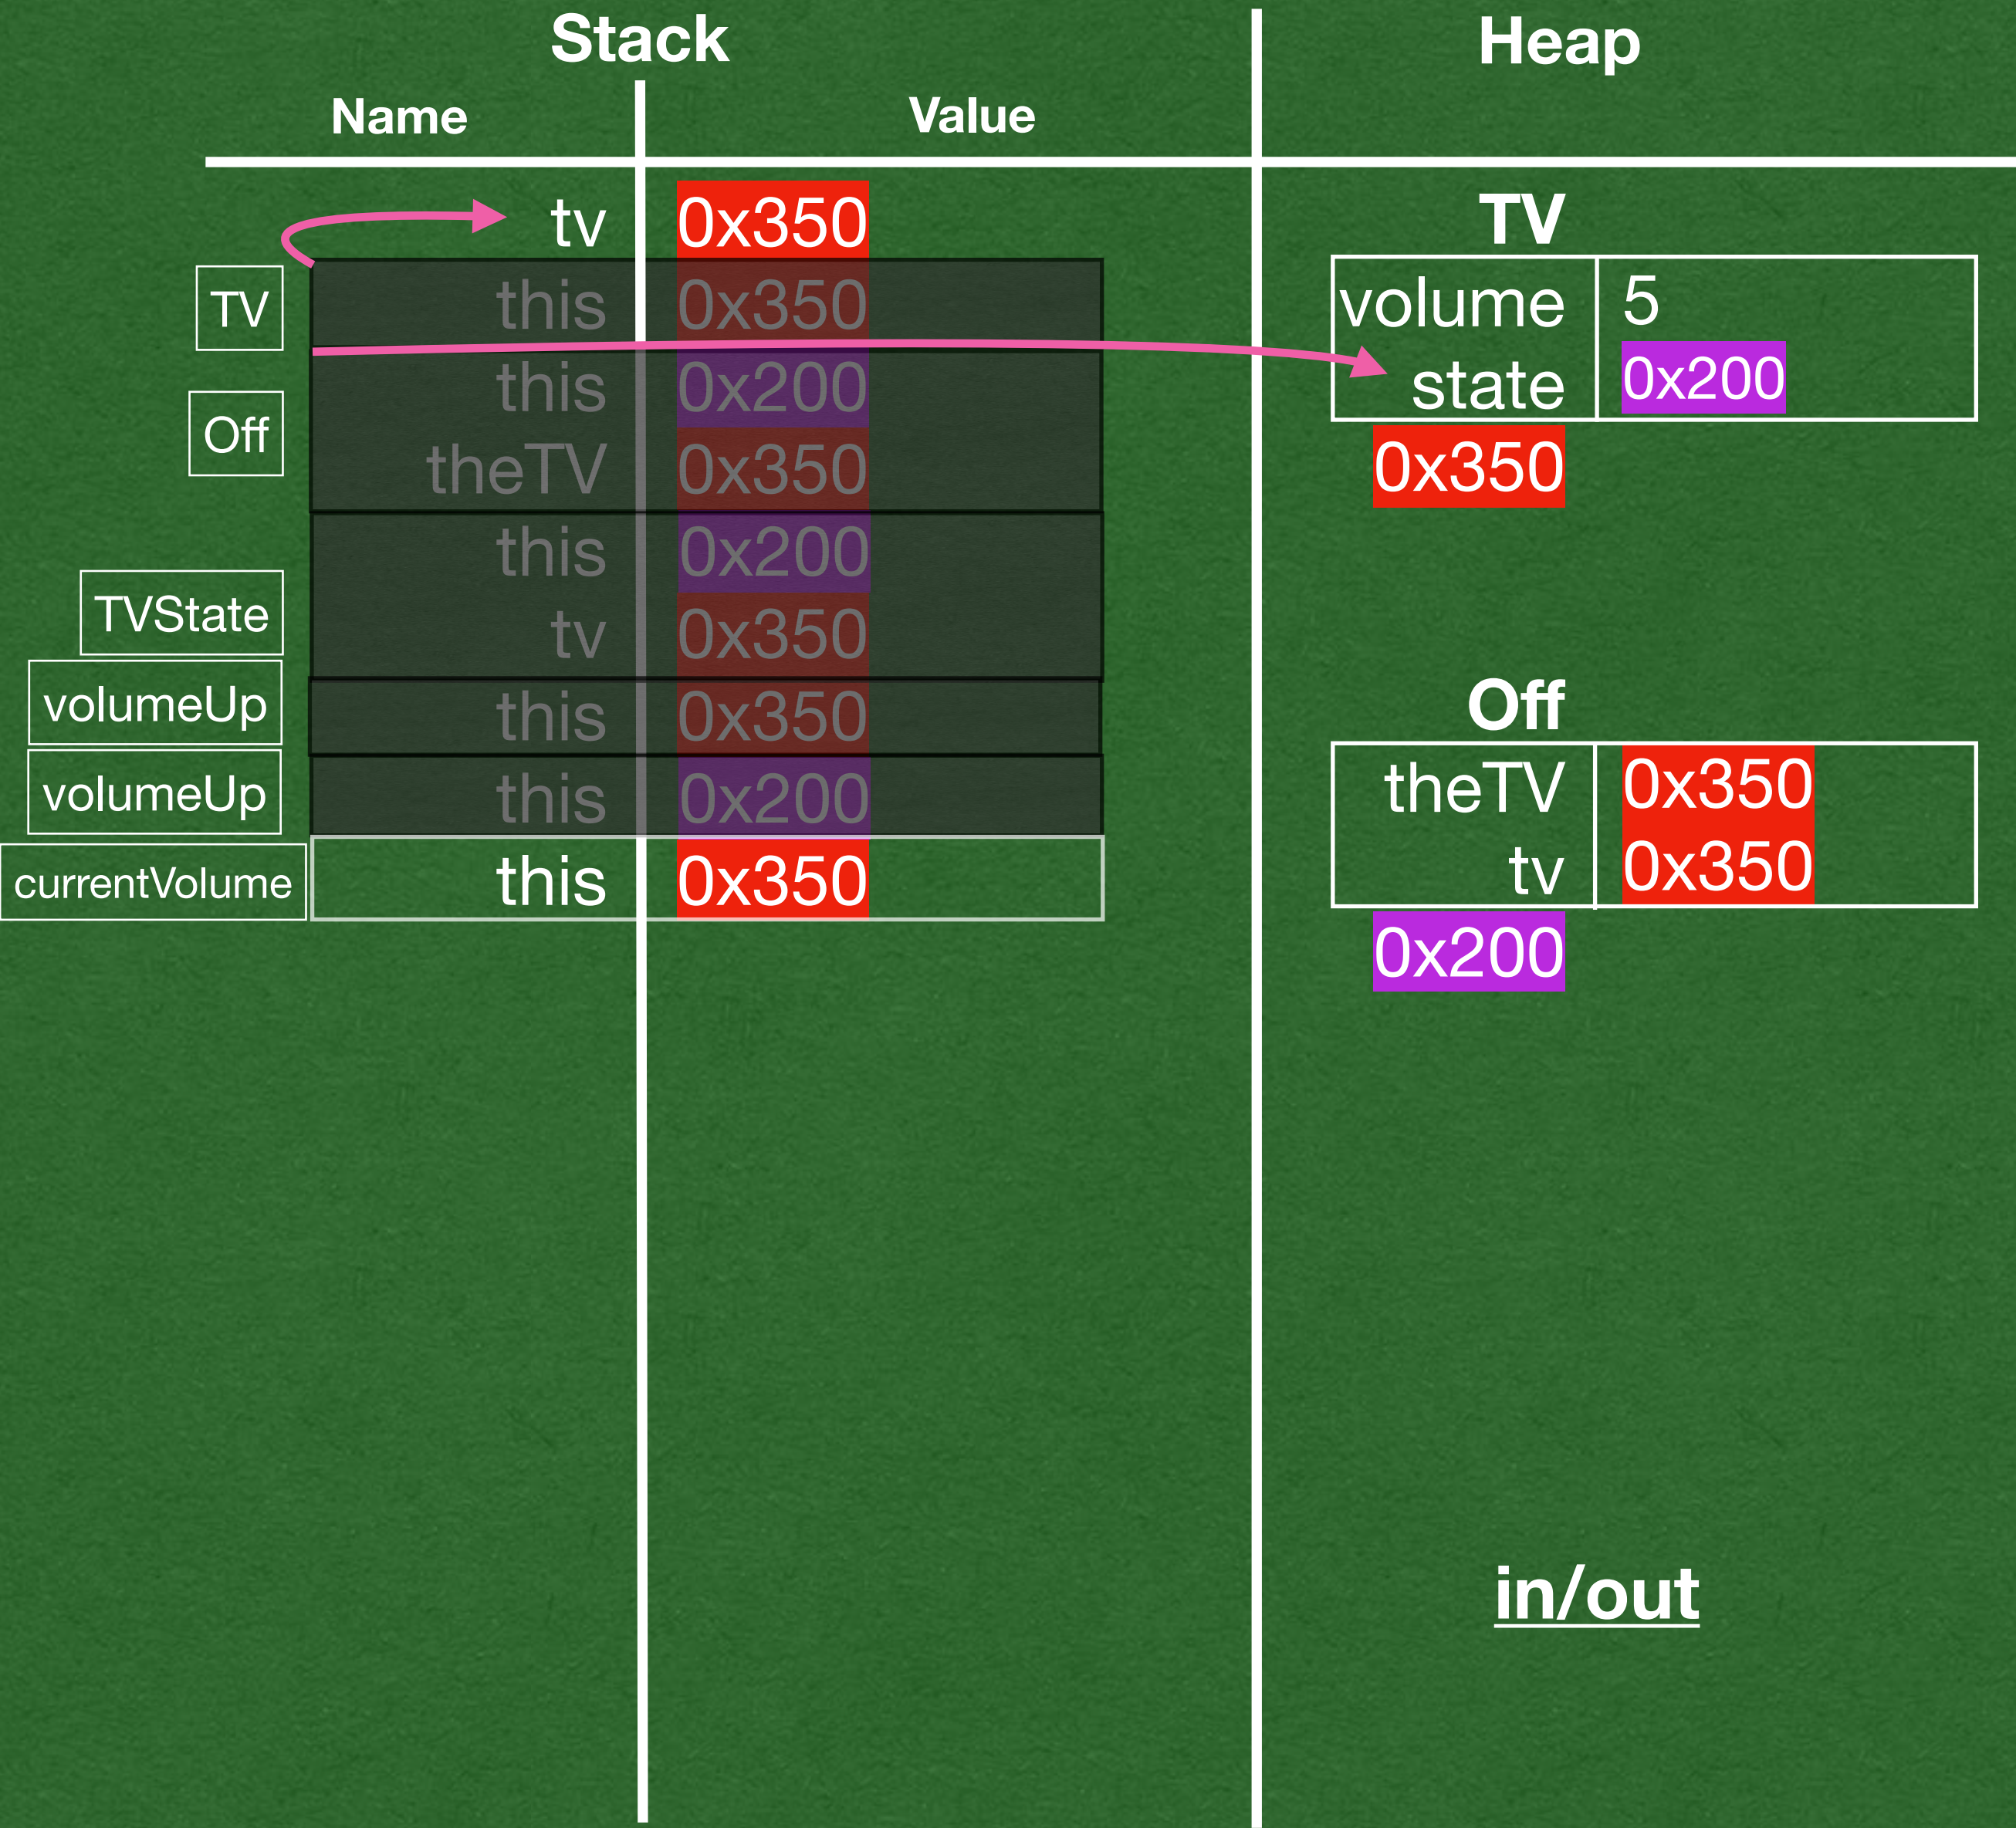 Stack
Heap
Name
Value
tv 0x350
TV
this 0x350
Off
this 0x200
theTV 0x350
TVState
this 0x200
tv 0x350
volumeUp
this 0x350
volumeUp
this 0x200
currentVolume
this 0x350
TV
volume 5
state 0x200
0x350
Off
theTV 0x350
tv 0x350
0x200
in/out